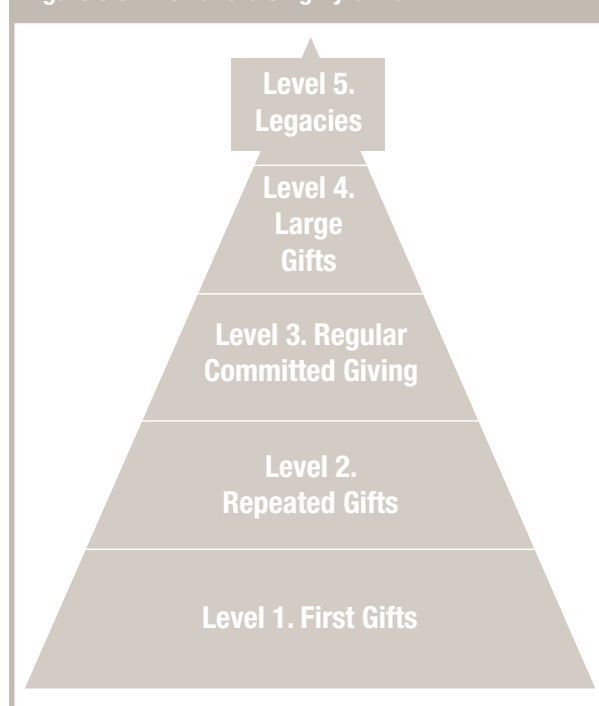 Level 5.
Legacies
Level 4.
Large
Gifts
Level 3. Regular
Committed Giving
Level 2.
Repeated Gifts
Level 1. First Gifts